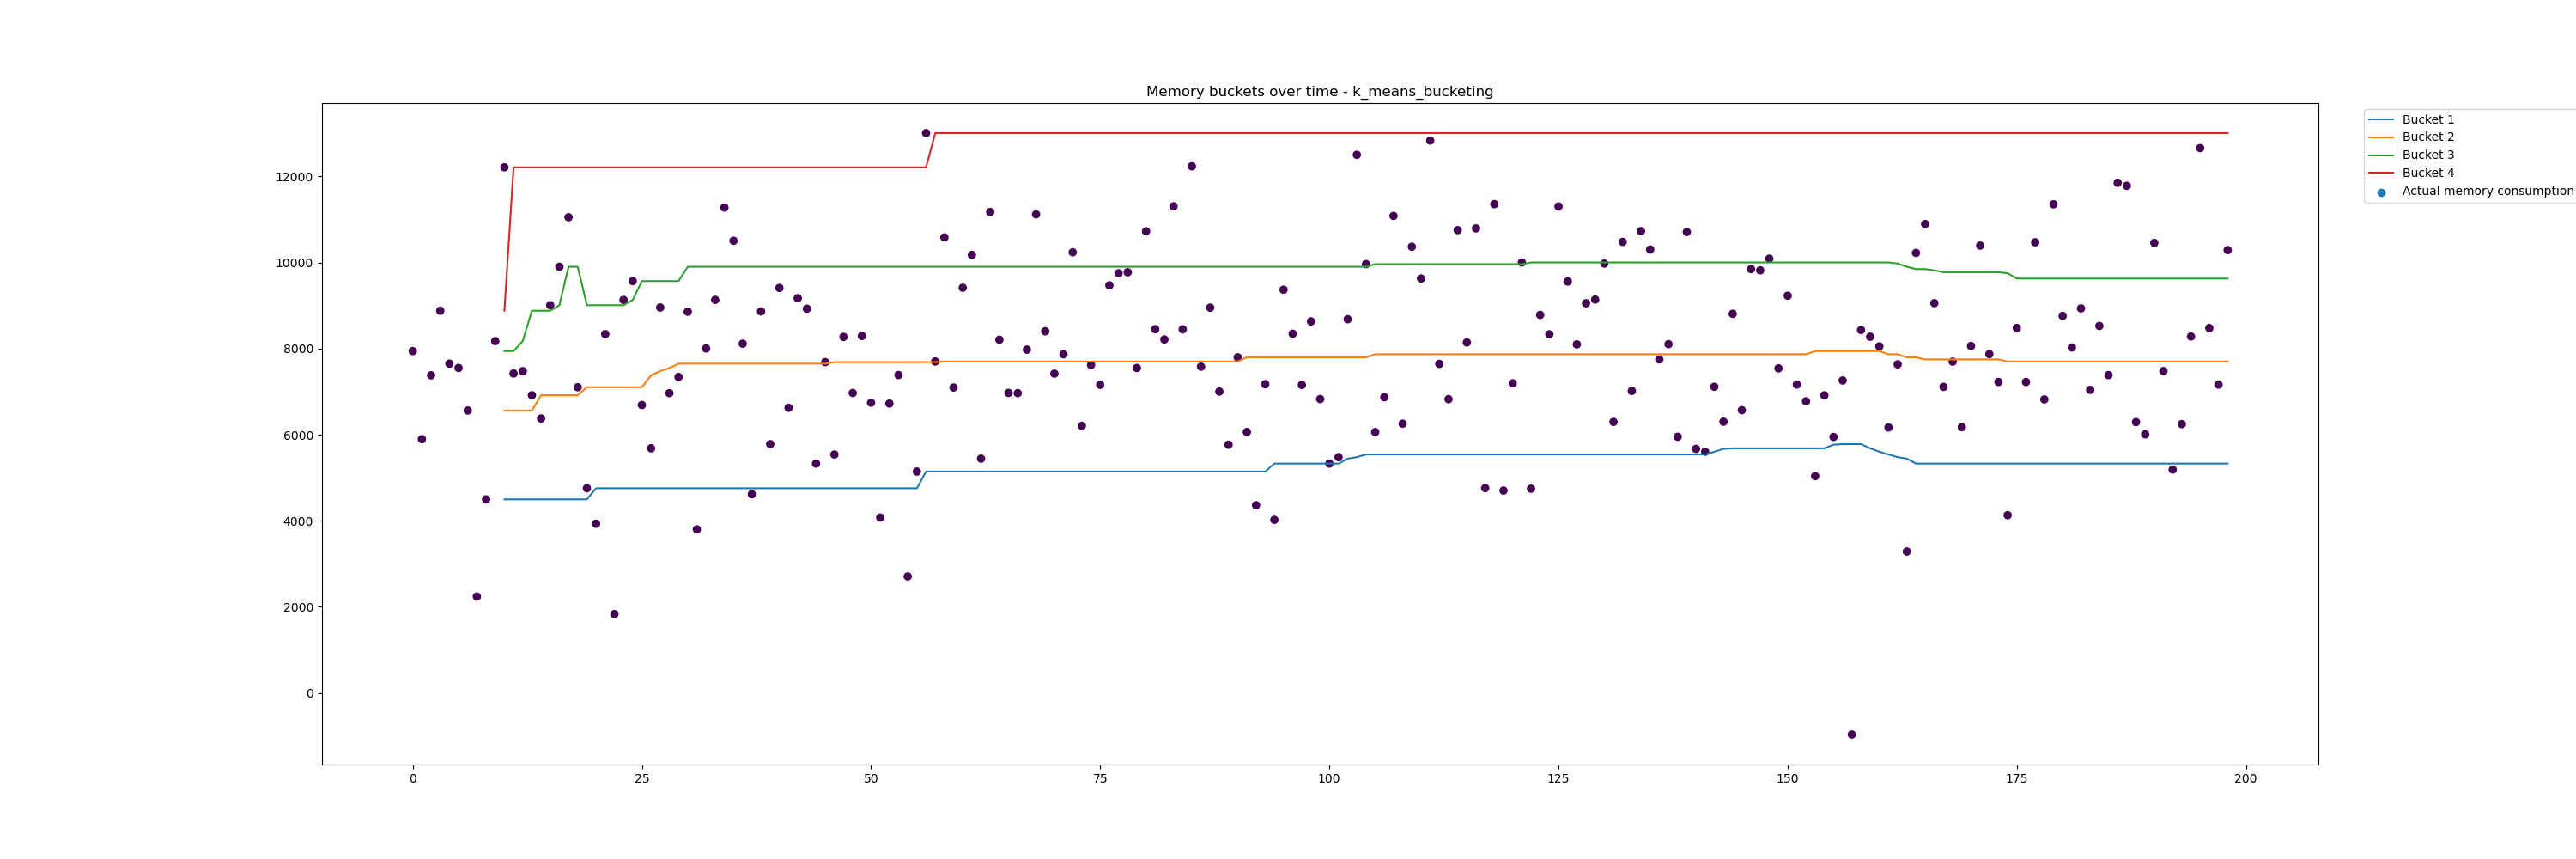 Memory buckets over time - k_means_bucketing
Bucket 1
Bucket 2
Bucket 3
Bucket 4
Actual memory consumption
12000
10000
8000
6000
4000
2000
0
0 25 50 75 100 125 150 175 200